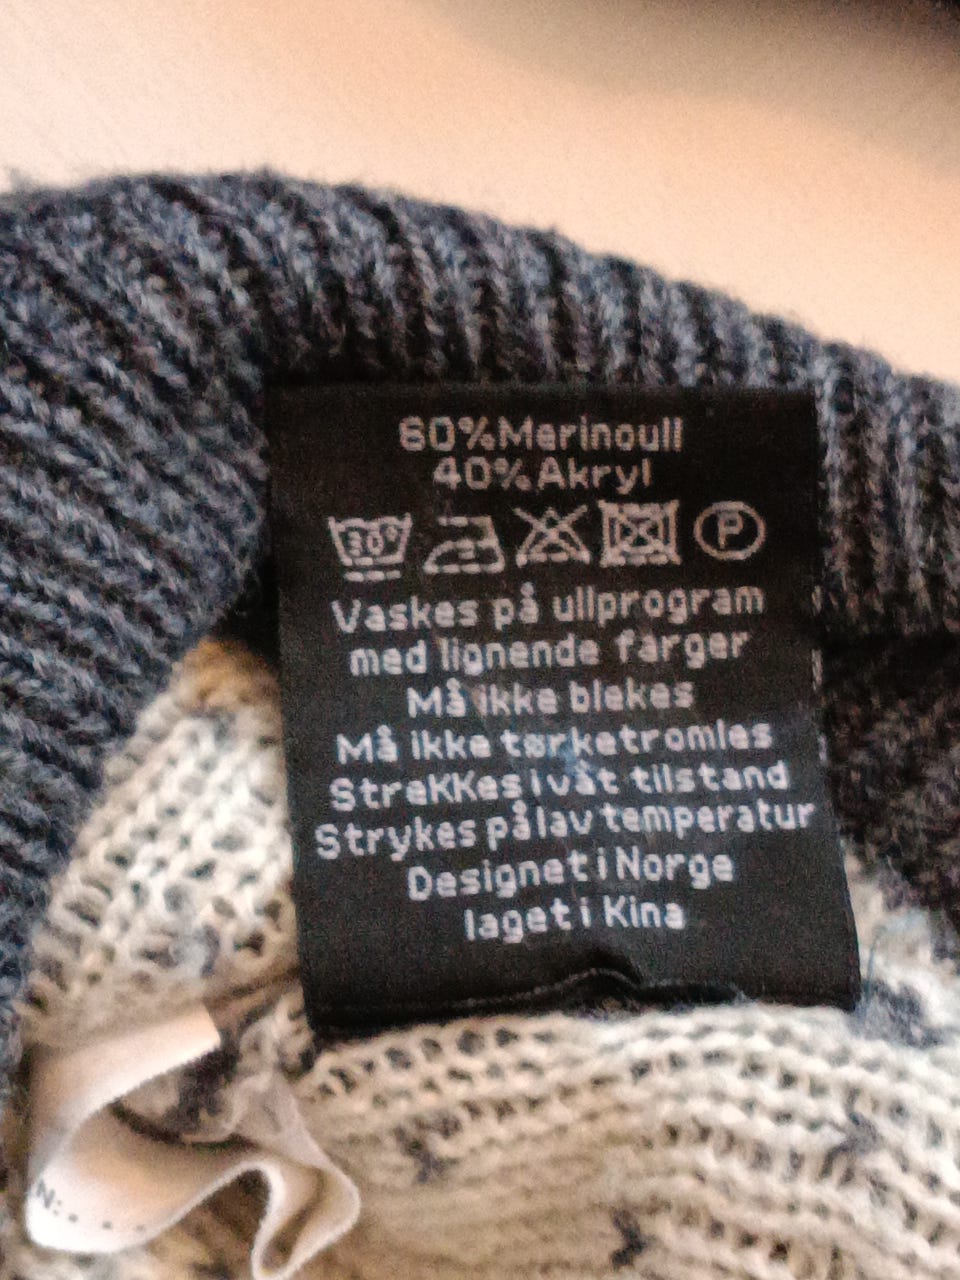 60%Merinoull
40%Akryl
30° P
Vaskes på ullprogram
med lignende farger
Må ikke blekes
Må ikke tørketromles
Strekkes i våt tilstand
Strykes på lav temperatur
Designet i Norge
laget i Kina
N: